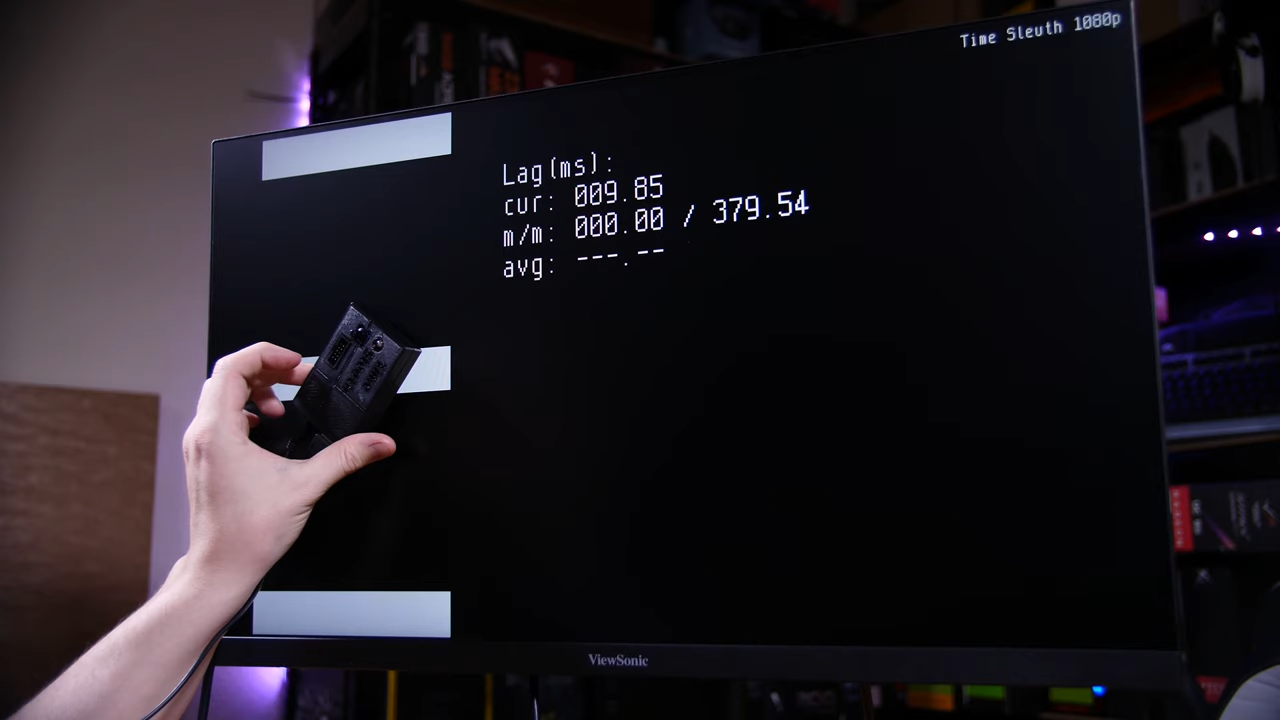 Time Sleuth 1080p
Lag(ms):
cur: 009.85
m/m: 000.00 / 379.54
avg: ---.--
ViewSonic